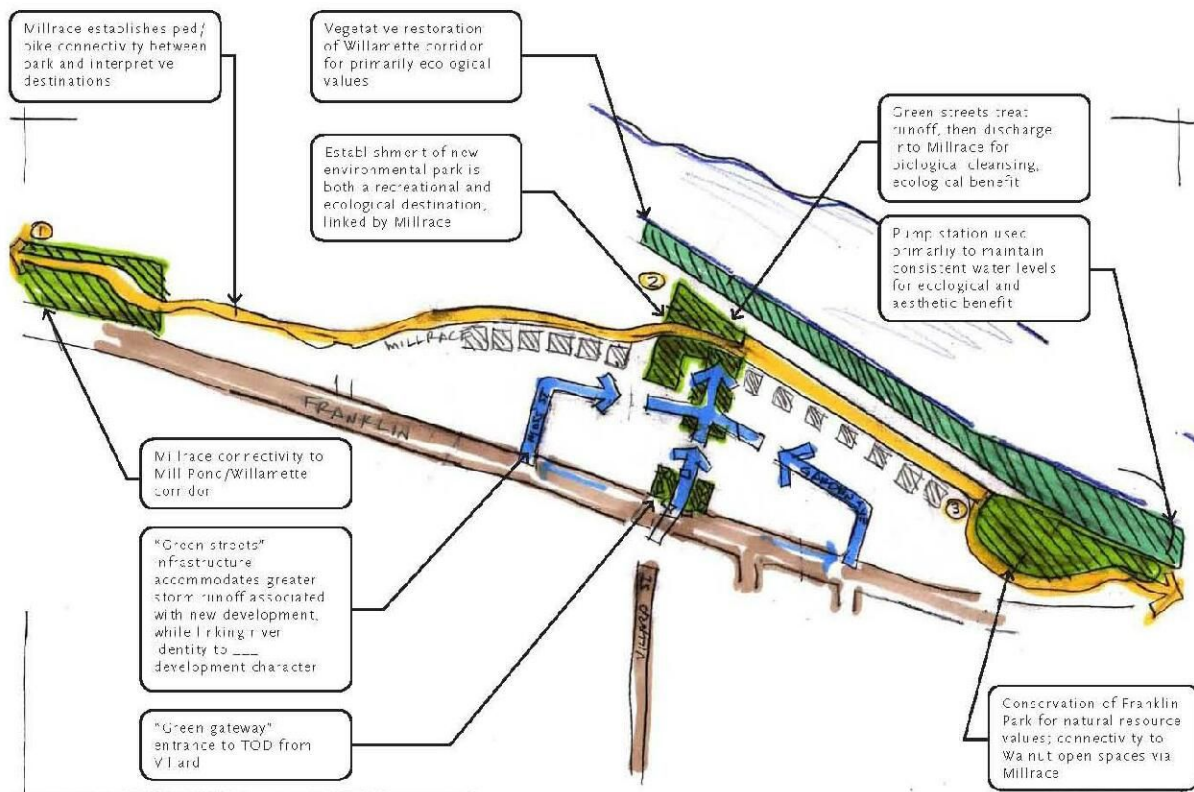 Millrace establishes ped/
bike connectivity between
park and interpretive
destinations
Vegetative restoration
of Willamette corridor
for primarily ecological
values
Establishment of new
environmental park is
both a recreational and
ecological destination,
linked by Millrace
Green streets treat
runoff, then discharge
into Millrace for
biological cleansing,
ecological benefit
Pump station used
primarily to maintain
consistent water levels
for ecological and
aesthetic benefit
1
2
MILLRACE
FRANKLIN
ST
GARDEN AVE
3
VILLARD ST
Millrace connectivity to
Mill Pond/Willamette
corridor
"Green streets"
infrastructure
accommodates greater
storm runoff associated
with new development,
while linking river
identity to ___
development character
"Green gateway"
entrance to TOD from
Villard
Conservation of Franklin
Park for natural resource
values; connectivity to
Walnut open spaces via
Millrace